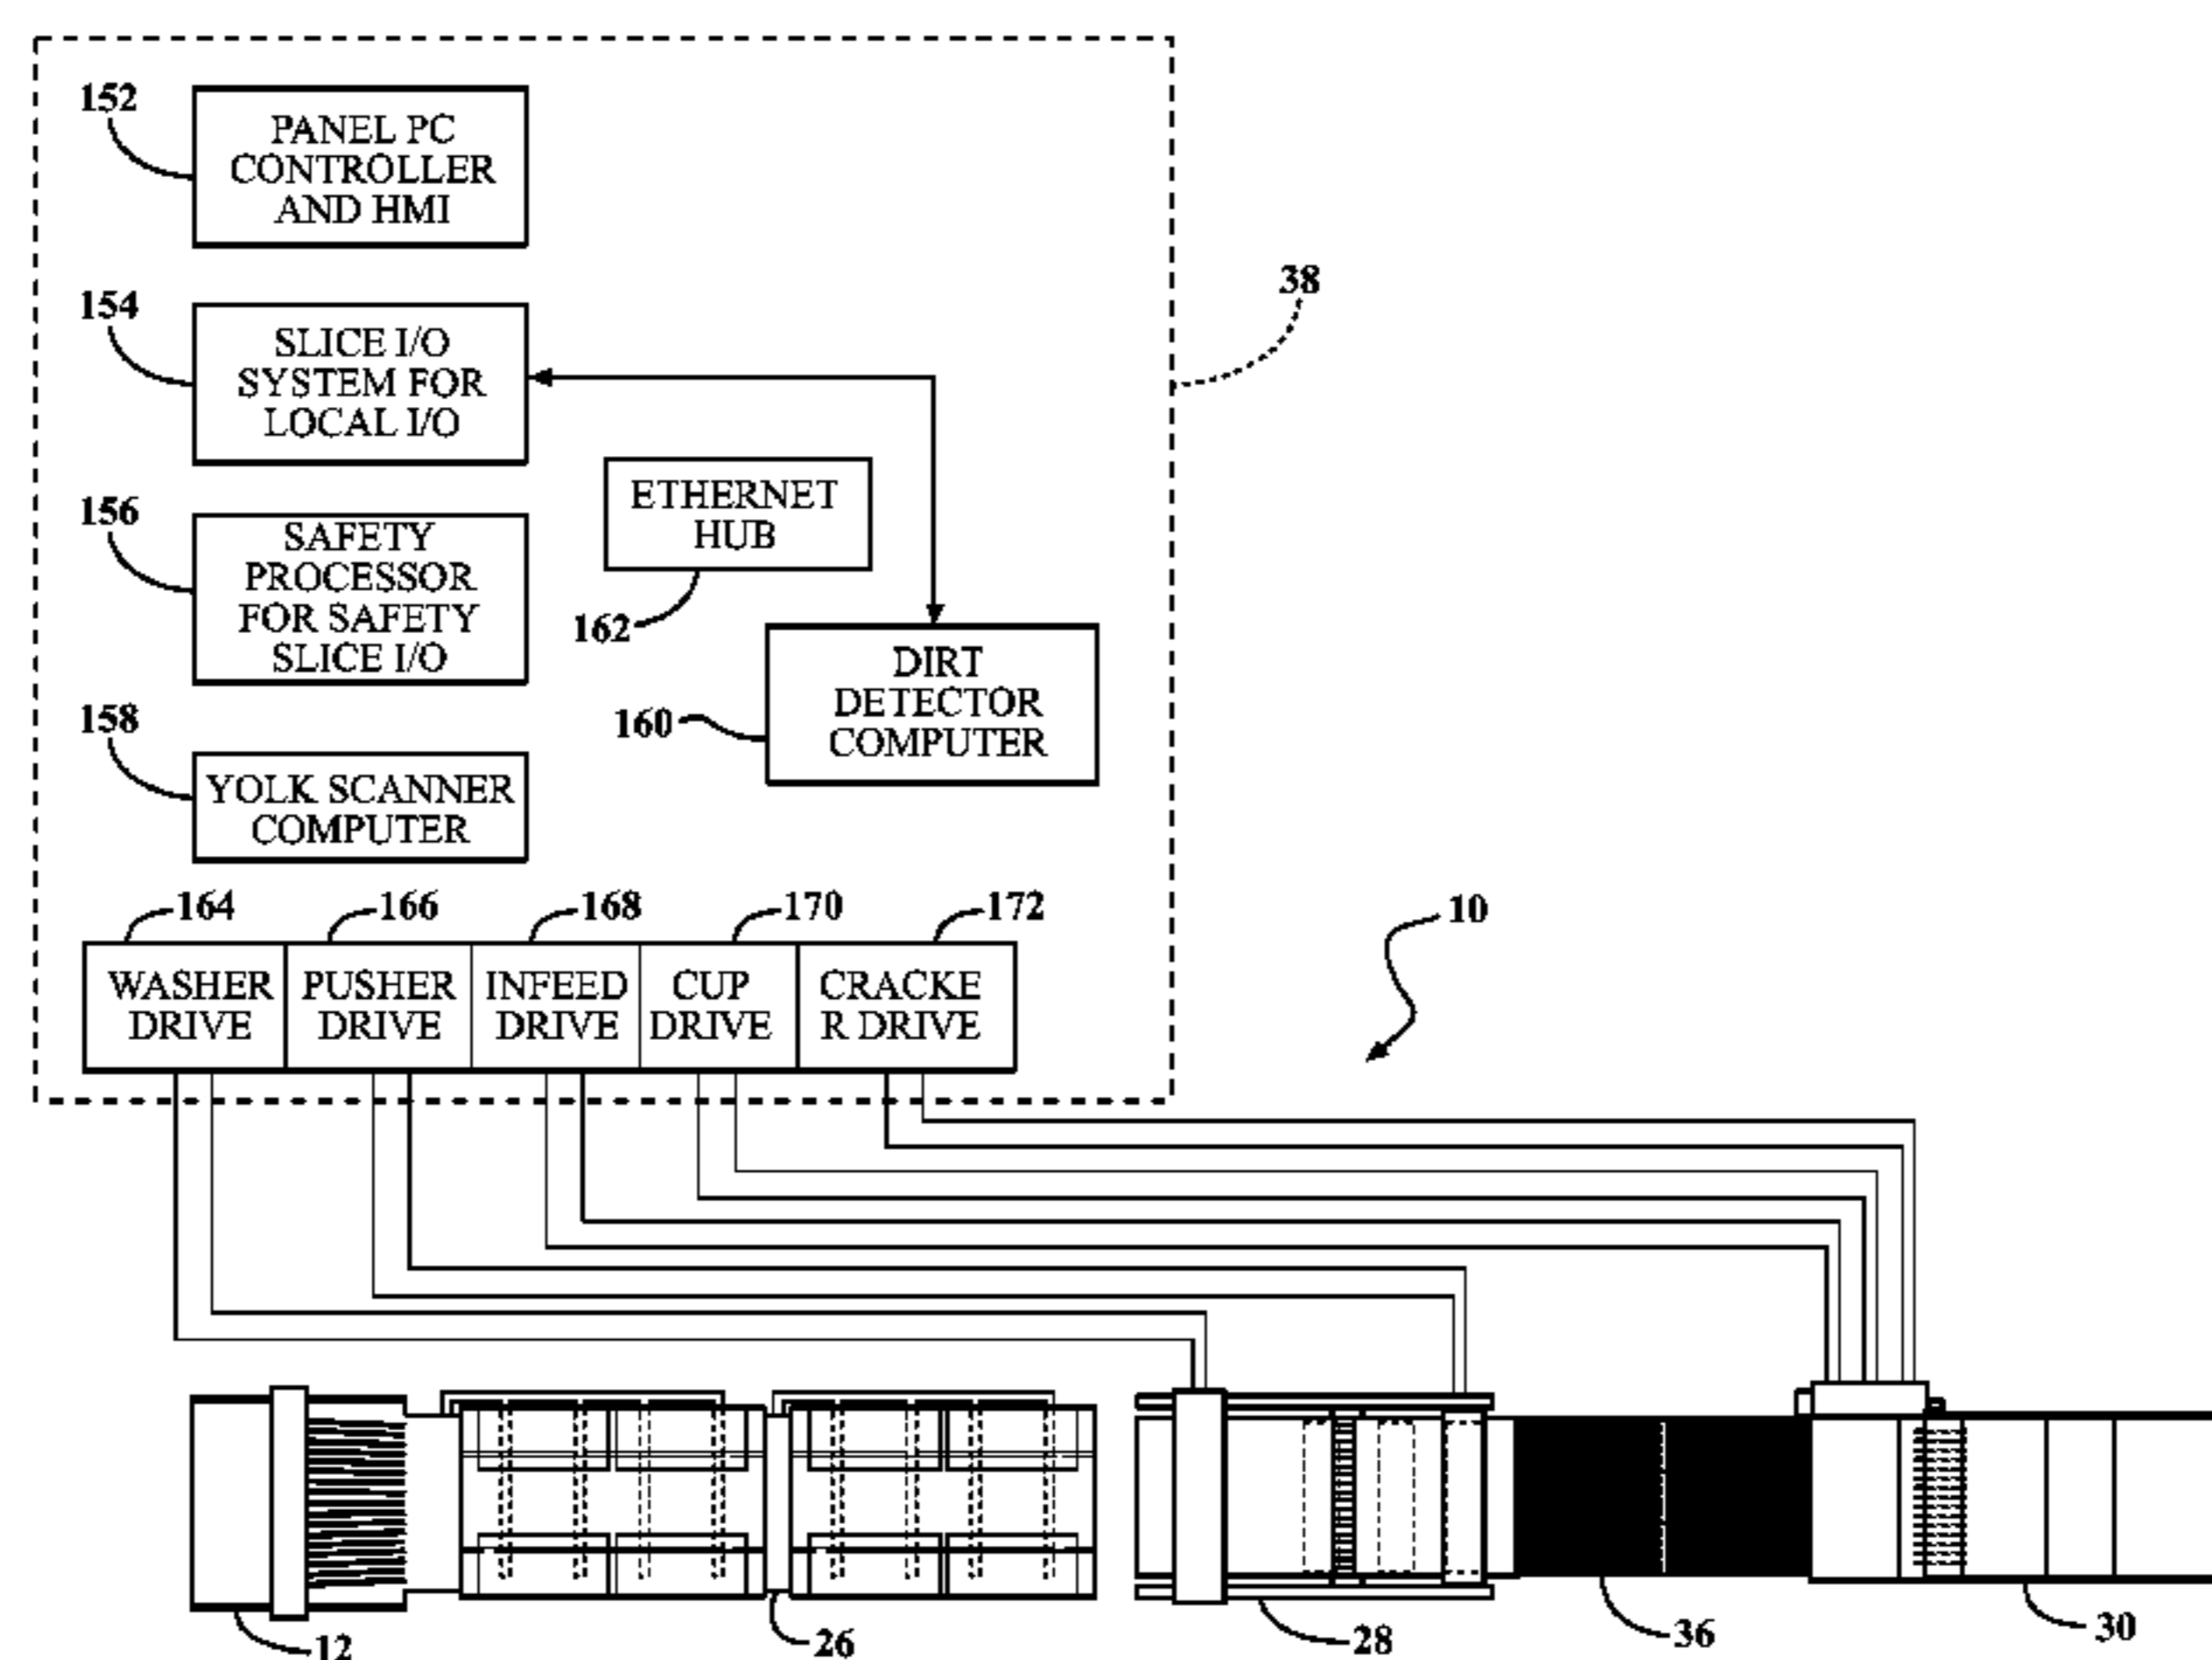 152
PANEL PC
CONTROLLER
AND HMI
38
154
SLICE I/O
SYSTEM FOR
LOCAL I/O
156
SAFETY
PROCESSOR
FOR SAFETY
SLICE I/O
ETHERNET
HUB
162
160
DIRT
DETECTOR
COMPUTER
158
YOLK SCANNER
COMPUTER
164
166
168
170
172
10
WASHER
DRIVE
PUSHER
DRIVE
INFEED
DRIVE
CUP
DRIVE
CRACKE
R DRIVE
12
26
28
36
30